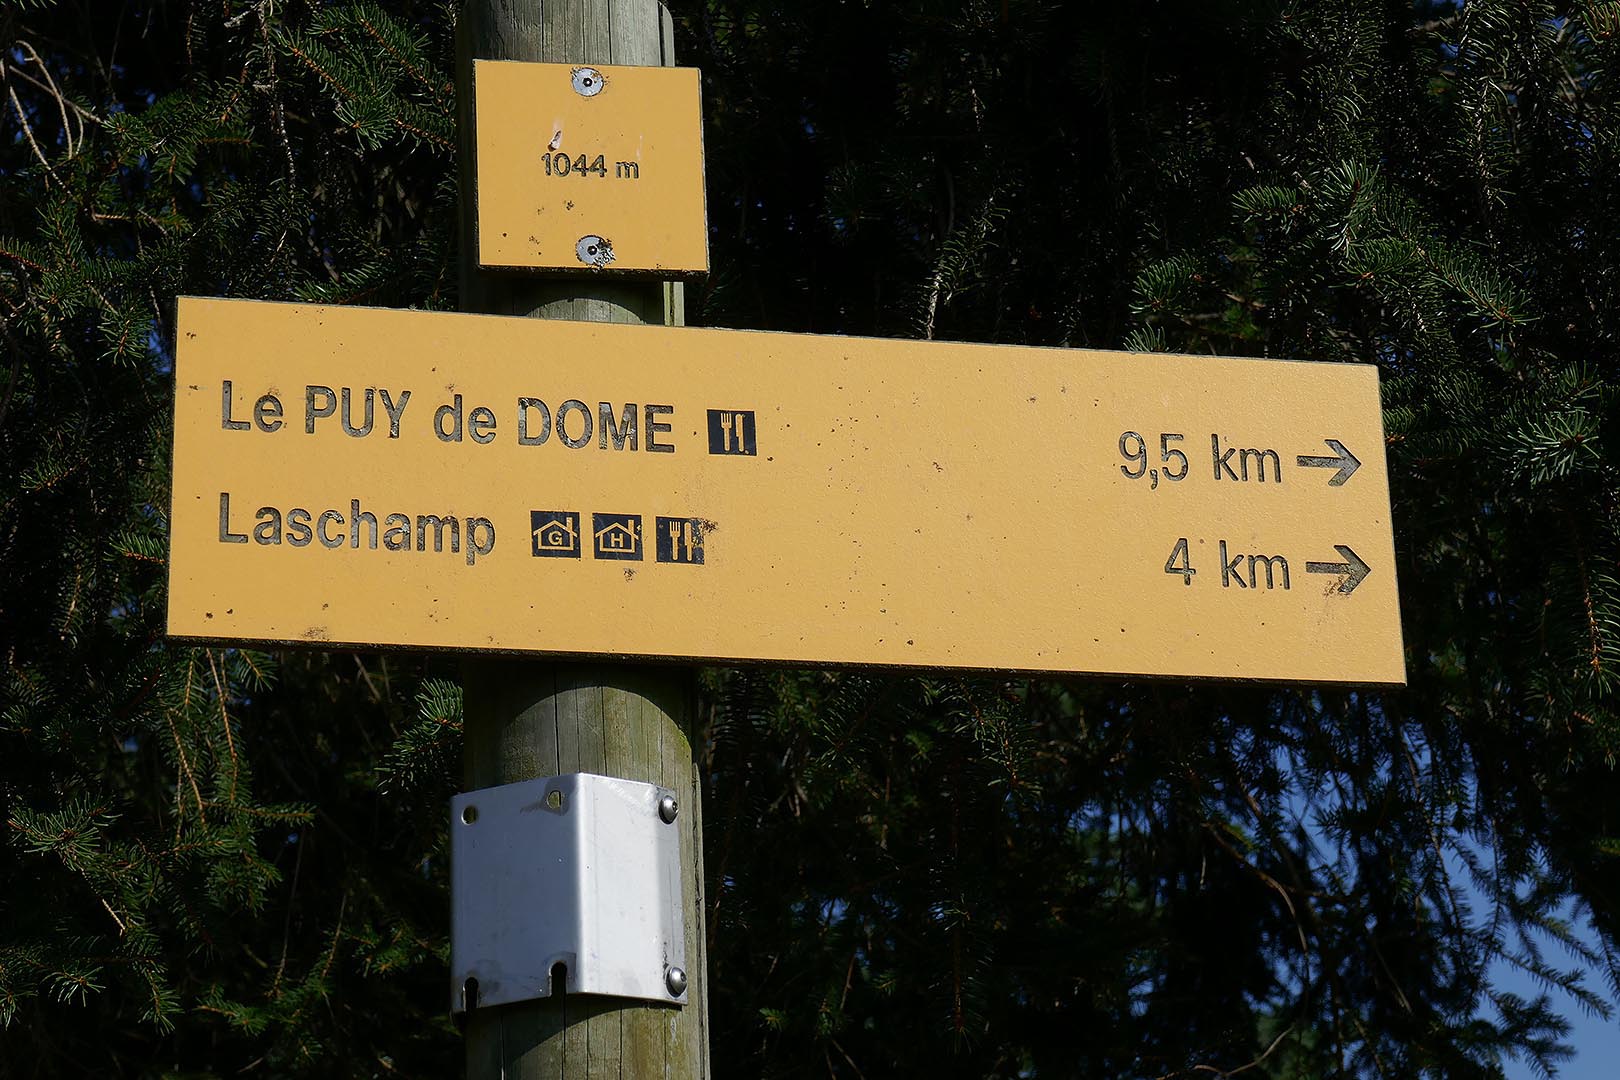 1044 m
Le PUY de DOME 9,5 km →
Laschamp G H 4 km →